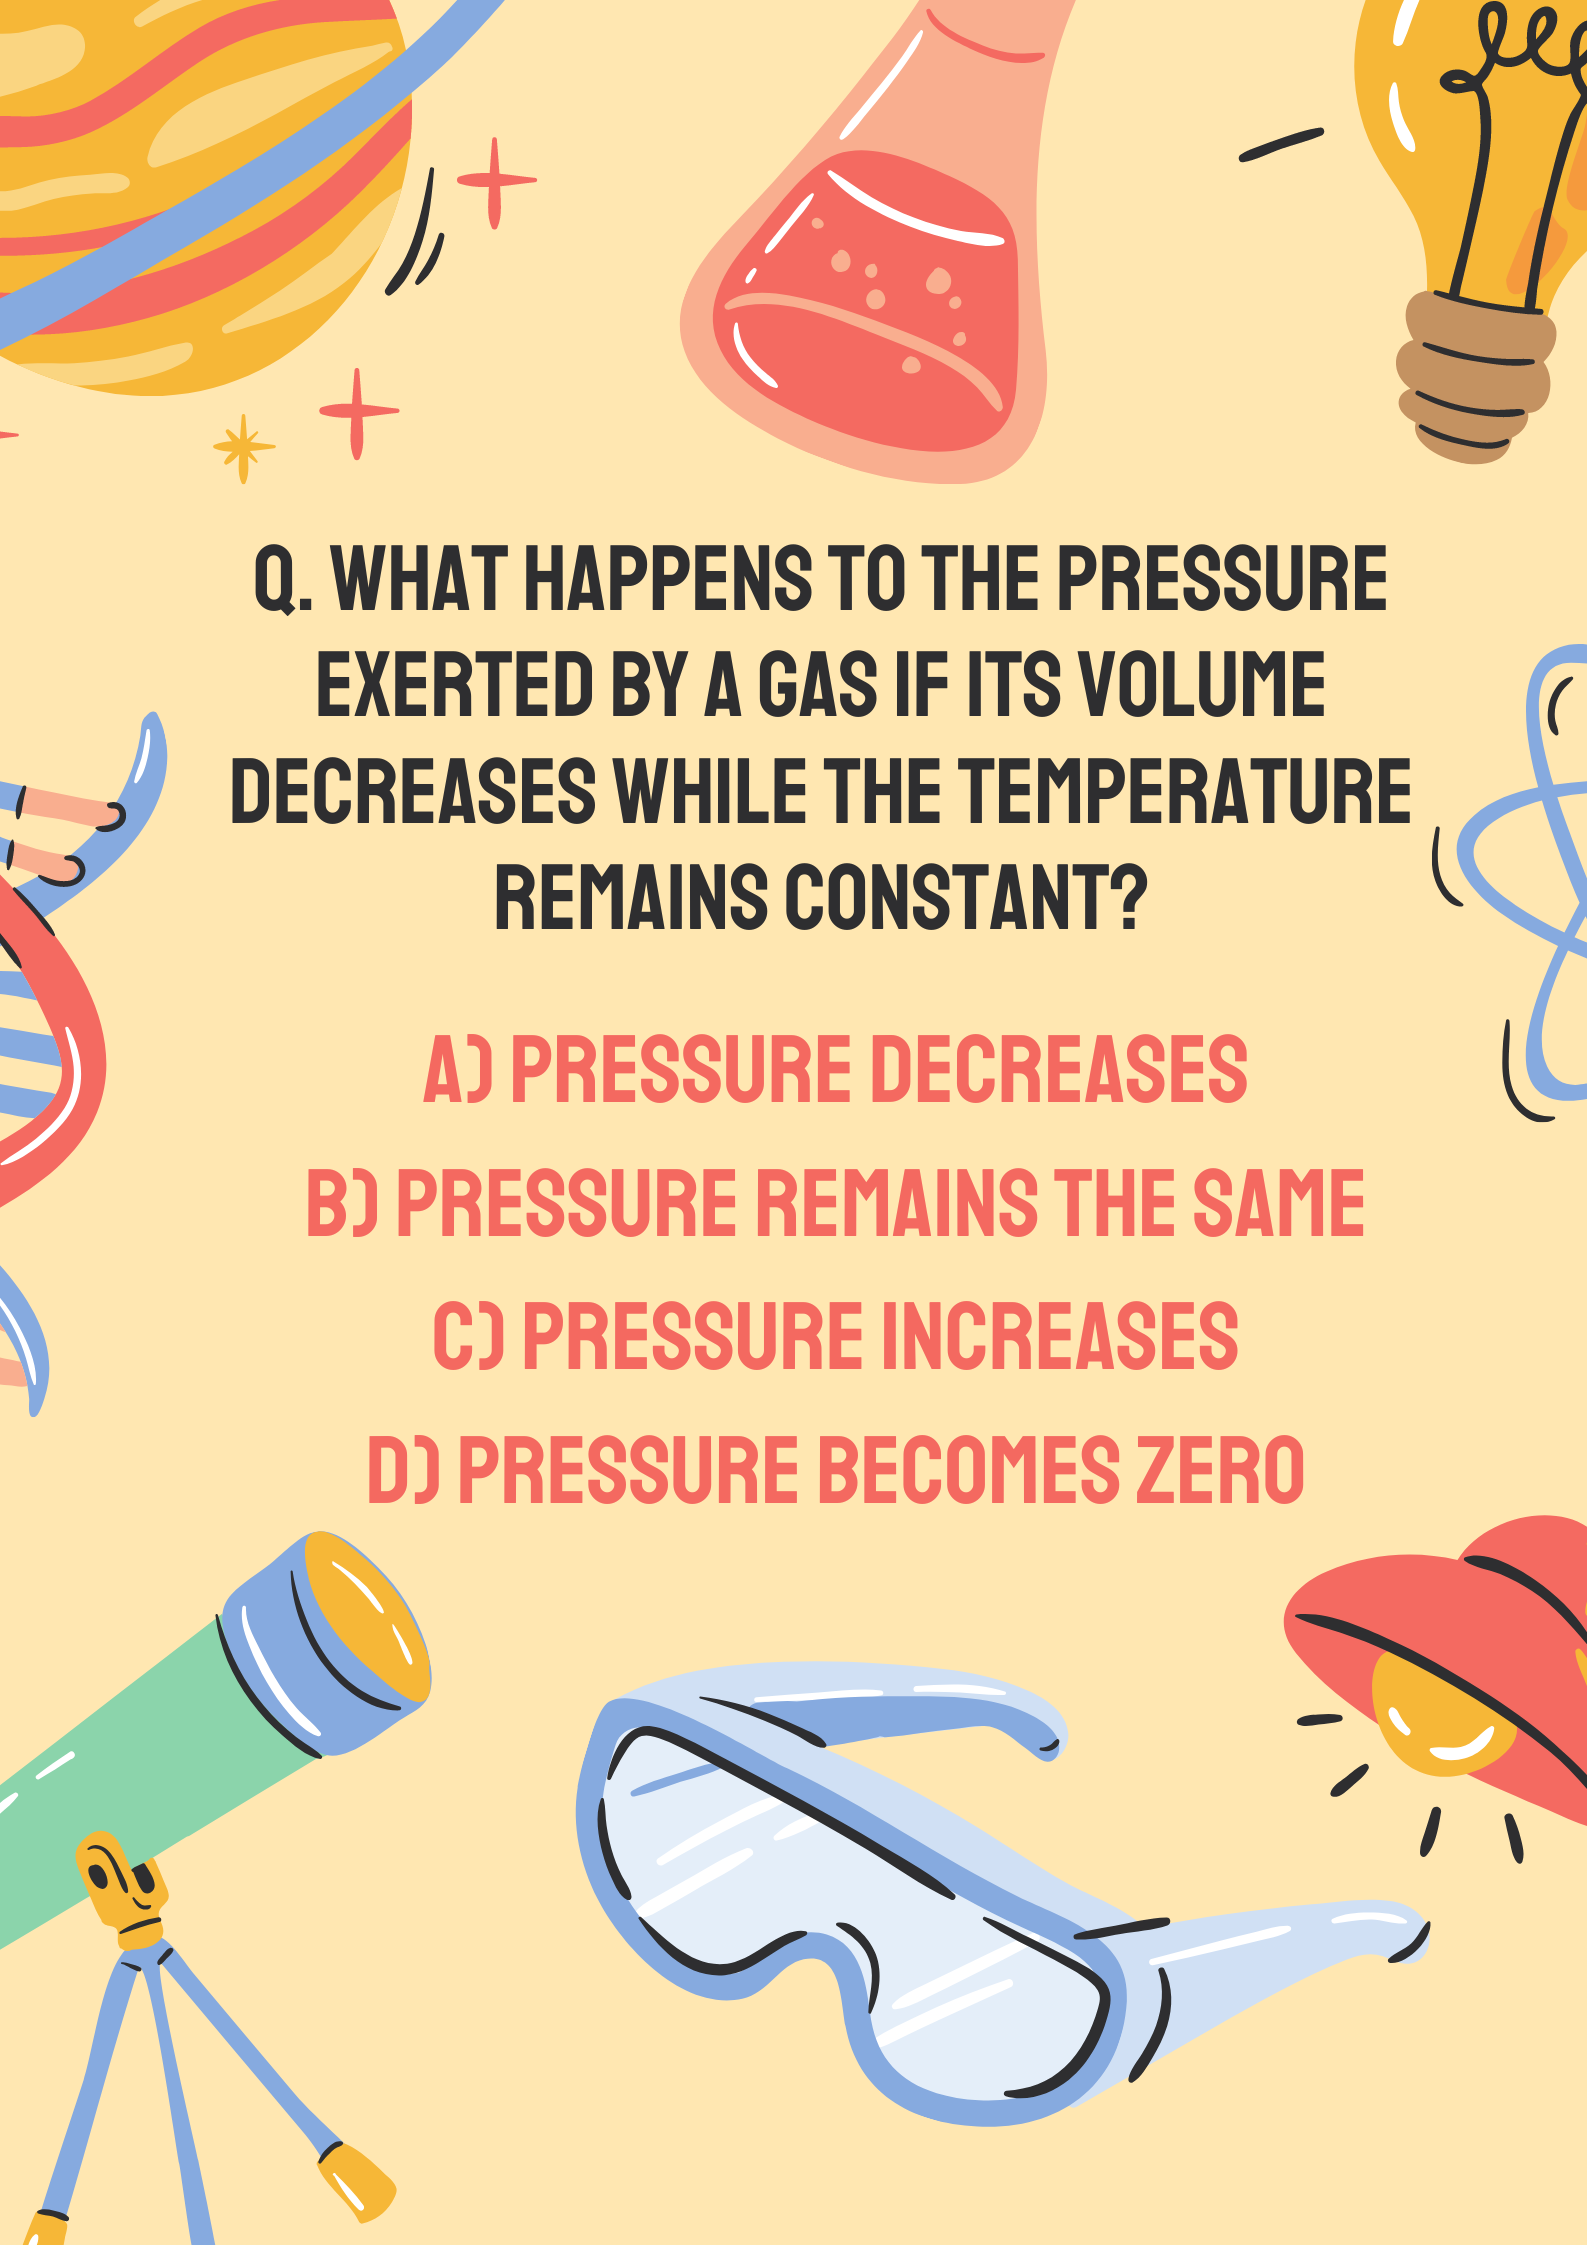 Q. WHAT HAPPENS TO THE PRESSURE
EXERTED BY A GAS IF ITS VOLUME
DECREASES WHILE THE TEMPERATURE
REMAINS CONSTANT?
A) PRESSURE DECREASES
B) PRESSURE REMAINS THE SAME
C) PRESSURE INCREASES
D) PRESSURE BECOMES ZERO